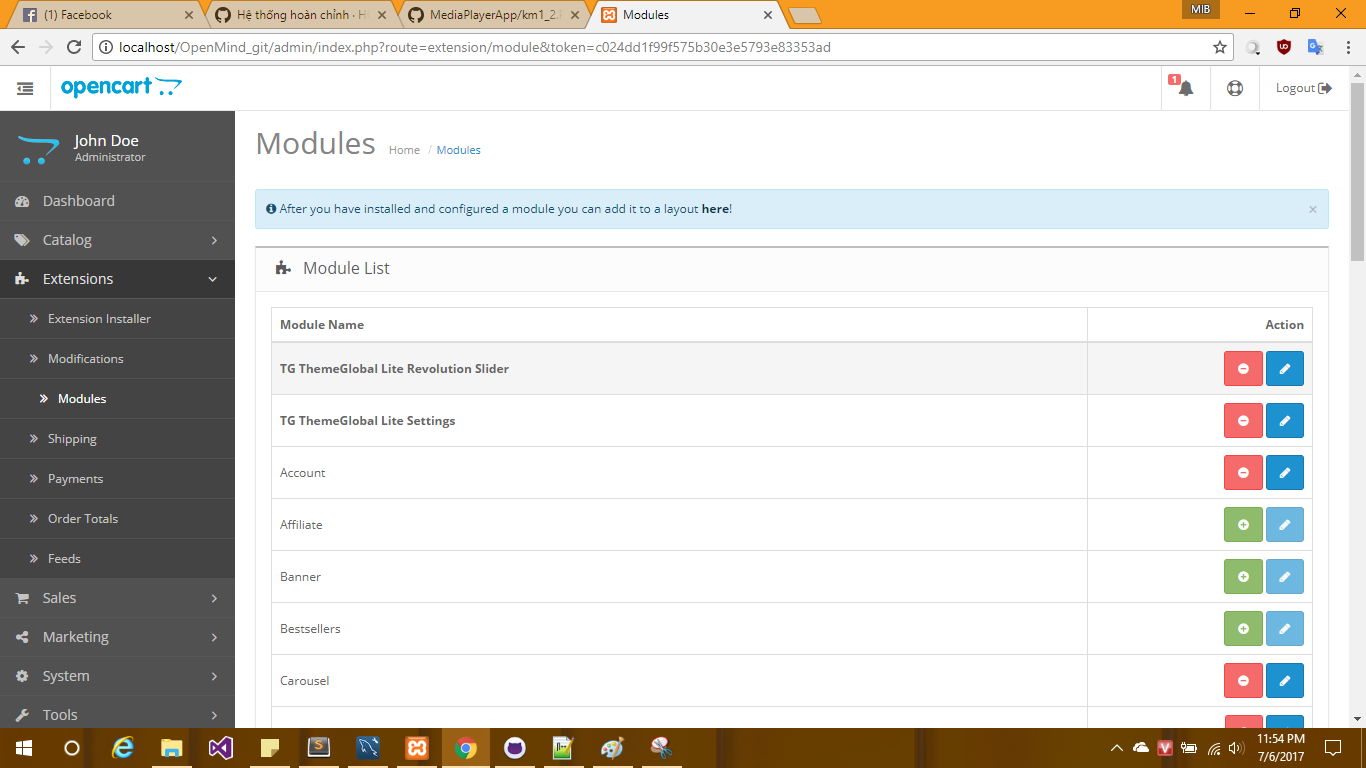 (1) Facebook
Hệ thống hoàn chỉnh · H
MediaPlayerApp/km1_2.
Modules
MIB
localhost/OpenMind_git/admin/index.php?route=extension/module&token=c024dd1f99f575b30e3e5793e83353ad
opencart
1
Logout
John Doe
Administrator
Dashboard
Catalog
Extensions
Extension Installer
Modifications
Modules
Shipping
Payments
Order Totals
Feeds
Sales
Marketing
System
Tools
Modules Home / Modules
After you have installed and configured a module you can add it to a layout here!
Module List
Module Name Action
TG ThemeGlobal Lite Revolution Slider
TG ThemeGlobal Lite Settings
Account
Affiliate
Banner
Bestsellers
Carousel
11:54 PM
7/6/2017